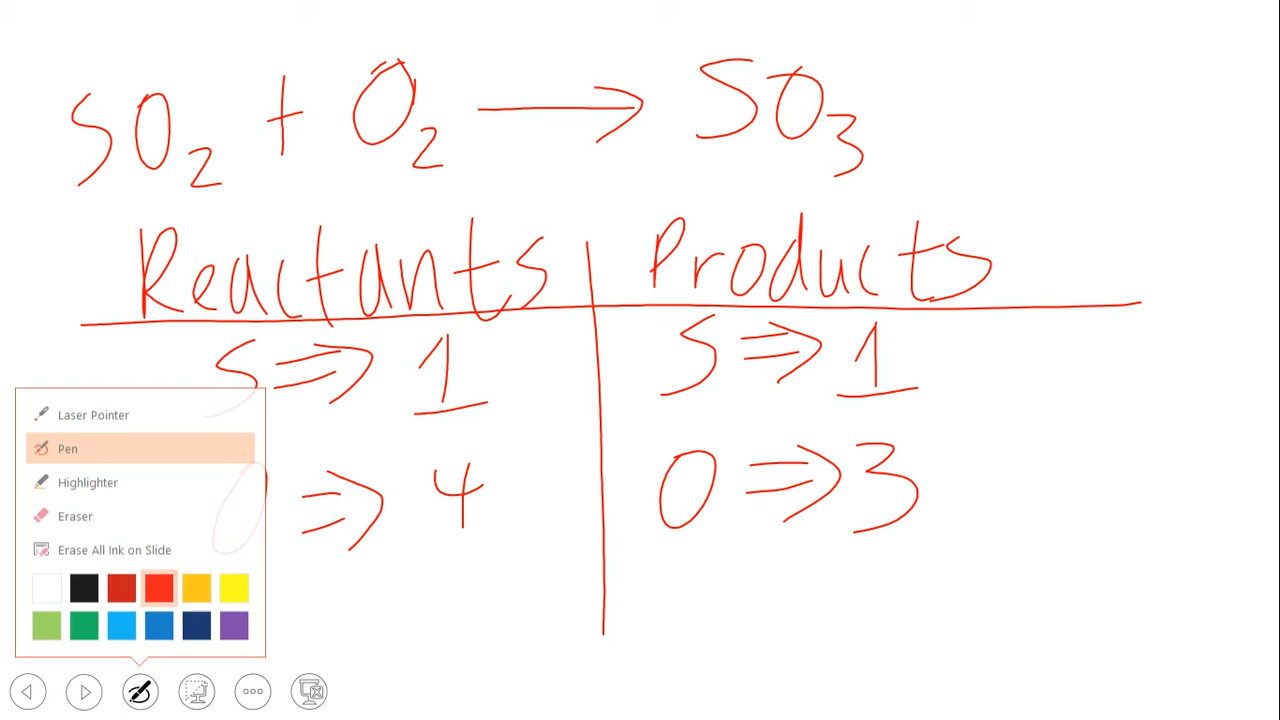 SO₂ + O₂ → SO₃
Reactants Products
S ⇒ 1 S ⇒ 1
O ⇒ 4 O ⇒ 3
Laser Pointer
Pen
Highlighter
Eraser
Erase All Ink on Slide